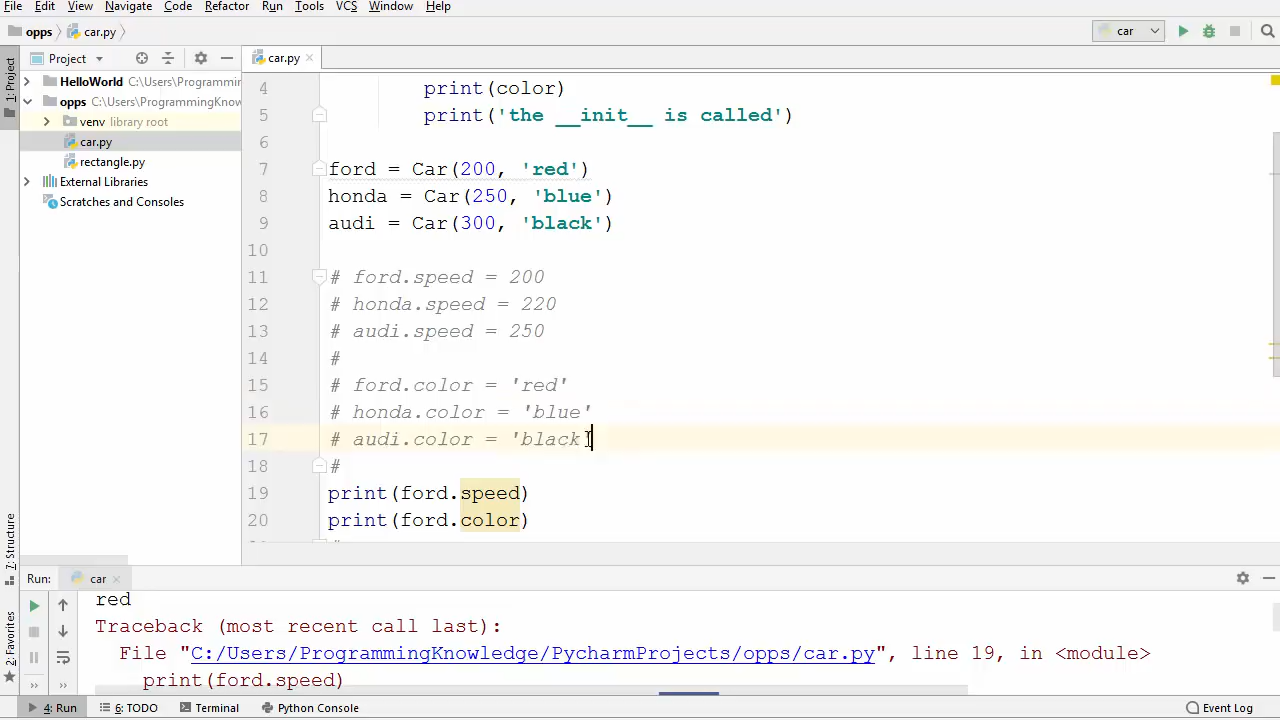 File Edit View Navigate Code Refactor Run Tools VCS Window Help
opps car.py car
Project car.py
1: Project
HelloWorld C:\Users\Programmin
opps C:\Users\ProgrammingKnow
venv library root
car.py
rectangle.py
External Libraries
Scratches and Consoles
4 print(color)
5 print('the __init__ is called')
6
7 ford = Car(200, 'red')
8 honda = Car(250, 'blue')
9 audi = Car(300, 'black')
10
11 # ford.speed = 200
12 # honda.speed = 220
13 # audi.speed = 250
14 #
15 # ford.color = 'red'
16 # honda.color = 'blue'
17 # audi.color = 'black'
18 #
19 print(ford.speed)
20 print(ford.color)
7: Structure
2: Favorites
Run: car
red
Traceback (most recent call last):
File "C:/Users/ProgrammingKnowledge/PycharmProjects/opps/car.py", line 19, in <module>
print(ford.speed)
4: Run 6: TODO Terminal Python Console Event Log